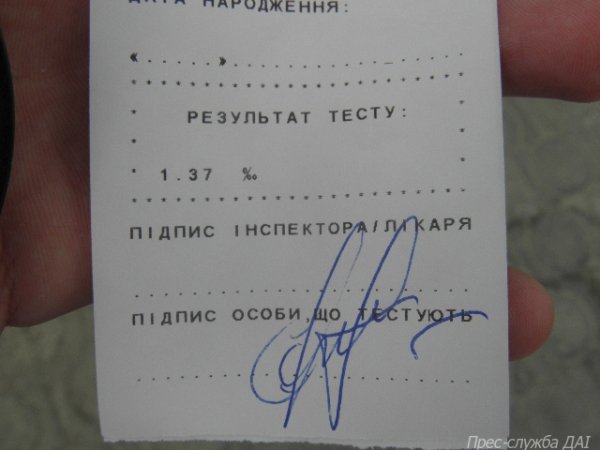 ДАТА НАРОДЖЕННЯ:
«.....»
РЕЗУЛЬТАТ ТЕСТУ:
1.37 ‰
ПІДПИС ІНСПЕКТОРА/ЛІКАРЯ
ПІДПИС ОСОБИ,ЩО ТЕСТУЮТЬ
Прес-служба ДАІ